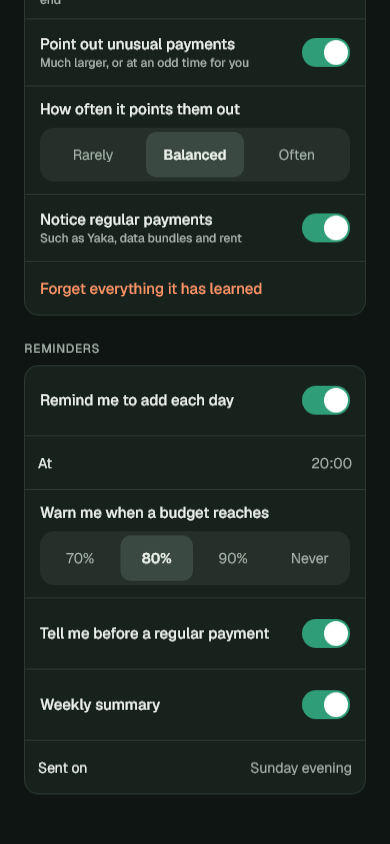 end
Point out unusual payments
Much larger, or at an odd time for you
How often it points them out
Rarely
Balanced
Often
Notice regular payments
Such as Yaka, data bundles and rent
Forget everything it has learned
REMINDERS
Remind me to add each day
At
20:00
Warn me when a budget reaches
70%
80%
90%
Never
Tell me before a regular payment
Weekly summary
Sent on
Sunday evening